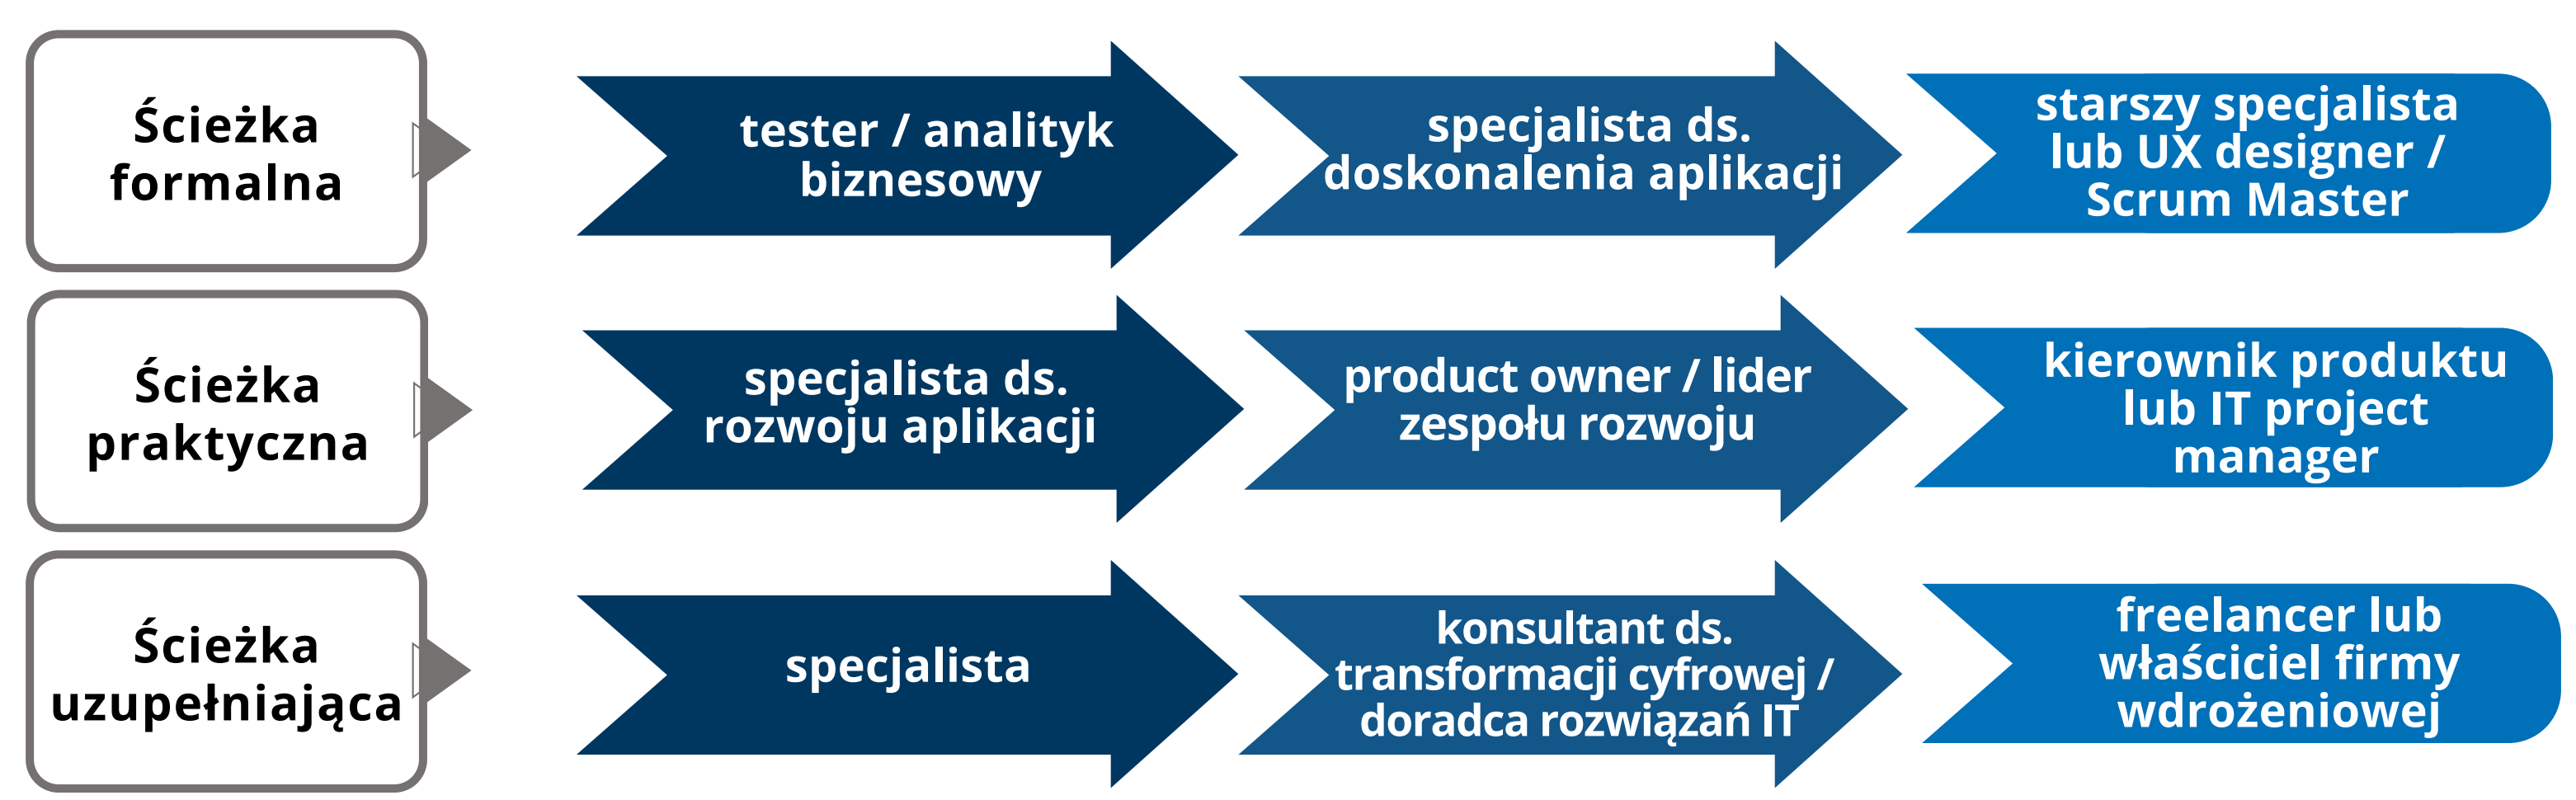 Ścieżka
formalna
tester / analityk
biznesowy
specjalista ds.
doskonalenia aplikacji
starszy specjalista
lub UX designer /
Scrum Master
Ścieżka
praktyczna
specjalista ds.
rozwoju aplikacji
product owner / lider
zespołu rozwoju
kierownik produktu
lub IT project
manager
Ścieżka
uzupełniająca
specjalista
konsultant ds.
transformacji cyfrowej /
doradca rozwiązań IT
freelancer lub
właściciel firmy
wdrożeniowej